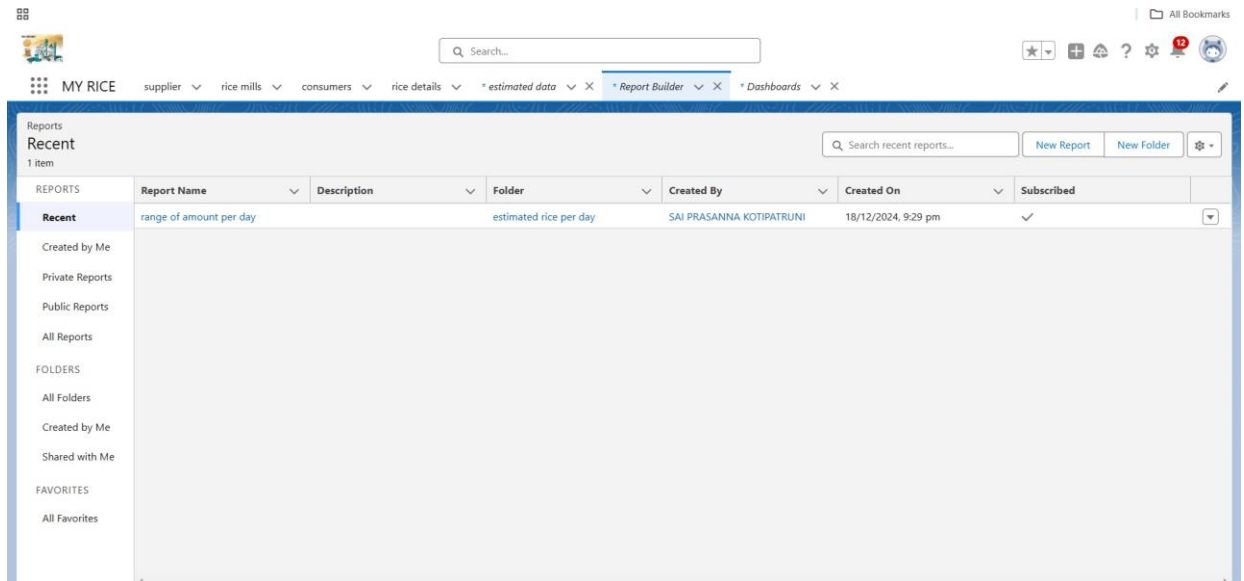 All Bookmarks
Search...
12
MY RICE supplier rice mills consumers rice details * estimated data * Report Builder * Dashboards
Reports
Recent
1 item
Search recent reports...
New Report New Folder
REPORTS
Recent
Created by Me
Private Reports
Public Reports
All Reports
FOLDERS
All Folders
Created by Me
Shared with Me
FAVORITES
All Favorites
Report Name Description Folder Created By Created On Subscribed
range of amount per day estimated rice per day SAI PRASANNA KOTIPATRUNI 18/12/2024, 9:29 pm